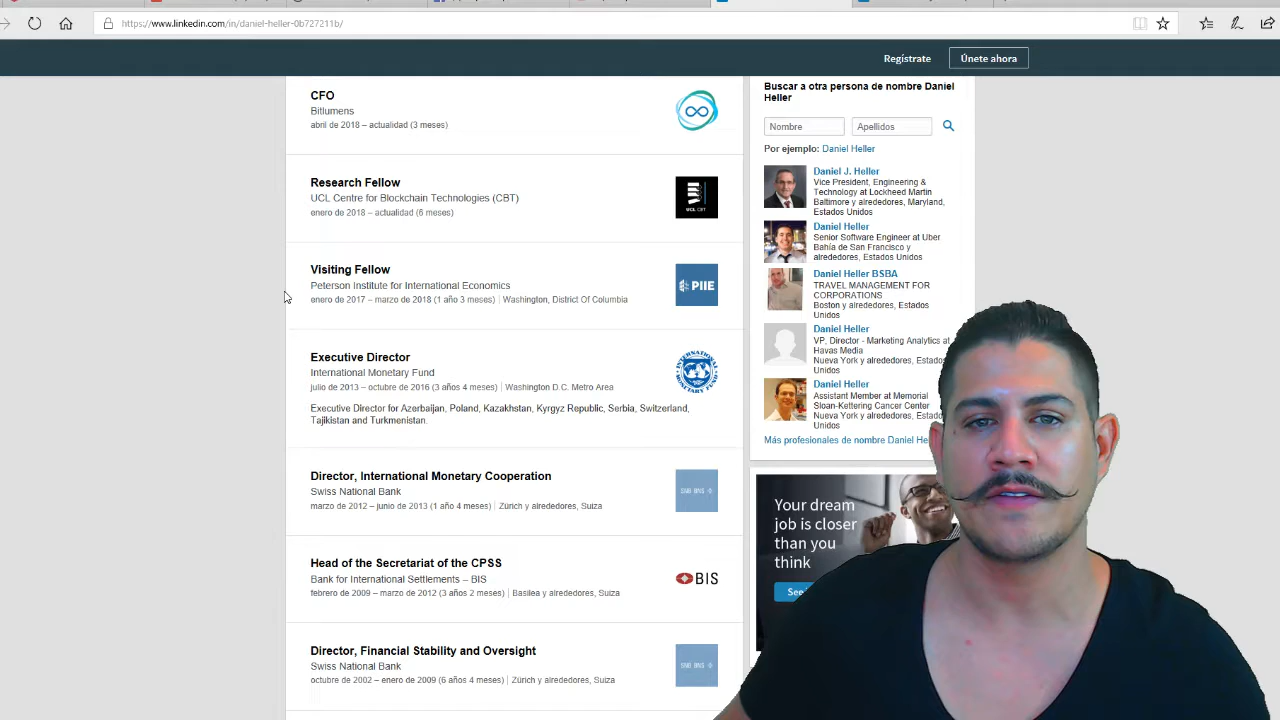 https://www.linkedin.com/in/daniel-heller-0b727211b/
Regístrate
Únete ahora
CFO
Bitlumens
abril de 2018 – actualidad (3 meses)
Research Fellow
UCL Centre for Blockchain Technologies (CBT)
enero de 2018 – actualidad (6 meses)
UCL CBT
Visiting Fellow
Peterson Institute for International Economics
enero de 2017 – marzo de 2018 (1 año 3 meses) | Washington, District Of Columbia
PIIE
Executive Director
International Monetary Fund
julio de 2013 – octubre de 2016 (3 años 4 meses) | Washington D.C. Metro Area
Executive Director for Azerbaijan, Poland, Kazakhstan, Kyrgyz Republic, Serbia, Switzerland,
Tajikistan and Turkmenistan.
INTERNATIONAL MONETARY FUND
Director, International Monetary Cooperation
Swiss National Bank
marzo de 2012 – junio de 2013 (1 año 4 meses) | Zürich y alrededores, Suiza
Head of the Secretariat of the CPSS
Bank for International Settlements – BIS
febrero de 2009 – marzo de 2012 (3 años 2 meses) | Basilea y alrededores, Suiza
BIS
Director, Financial Stability and Oversight
Swiss National Bank
octubre de 2002 – enero de 2009 (6 años 4 meses) | Zürich y alrededores, Suiza
Buscar a otra persona de nombre Daniel
Heller
Nombre
Apellidos
Por ejemplo: Daniel Heller
Daniel J. Heller
Vice President, Engineering &
Technology at Lockheed Martin
Baltimore y alrededores, Maryland,
Estados Unidos
Daniel Heller
Senior Software Engineer at Uber
Bahía de San Francisco y
alrededores, Estados Unidos
Daniel Heller BSBA
TRAVEL MANAGEMENT FOR
CORPORATIONS
Boston y alrededores, Estados
Unidos
Daniel Heller
VP, Director - Marketing Analytics at
Havas Media
Nueva York y alrededores, Estados
Unidos
Daniel Heller
Assistant Member at Memorial
Sloan-Kettering Cancer Center
Nueva York y alrededores, Estados
Unidos
Más profesionales de nombre Daniel He
Your dream
job is closer
than you
think
See